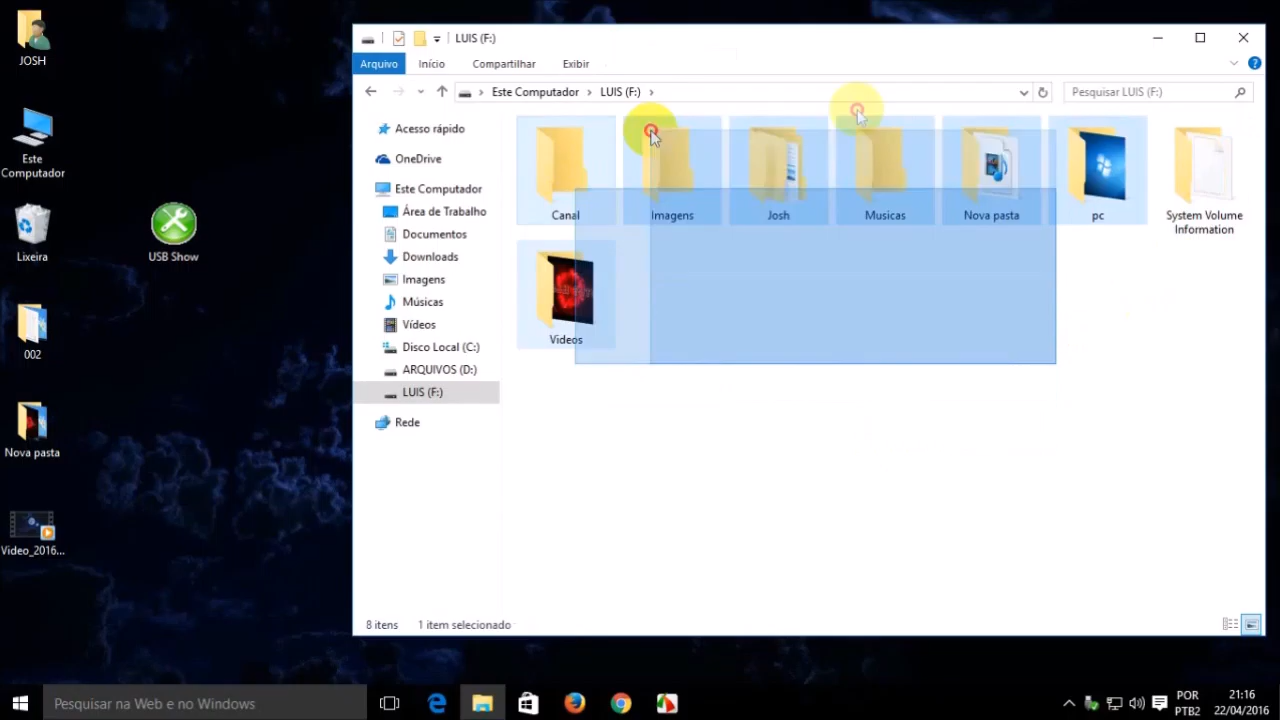 JOSH
Este
Computador
Lixeira
002
Nova pasta
Video_2016...
USB Show
LUIS (F:)
Arquivo
Início
Compartilhar
Exibir
Este Computador
LUIS (F:)
Pesquisar LUIS (F:)
Acesso rápido
OneDrive
Este Computador
Área de Trabalho
Documentos
Downloads
Imagens
Músicas
Vídeos
Disco Local (C:)
ARQUIVOS (D:)
LUIS (F:)
Rede
Canal
Imagens
Josh
Musicas
Nova pasta
pc
System Volume
Information
Videos
8 itens
1 item selecionado
Pesquisar na Web e no Windows
POR
PTB2
21:16
22/04/2016